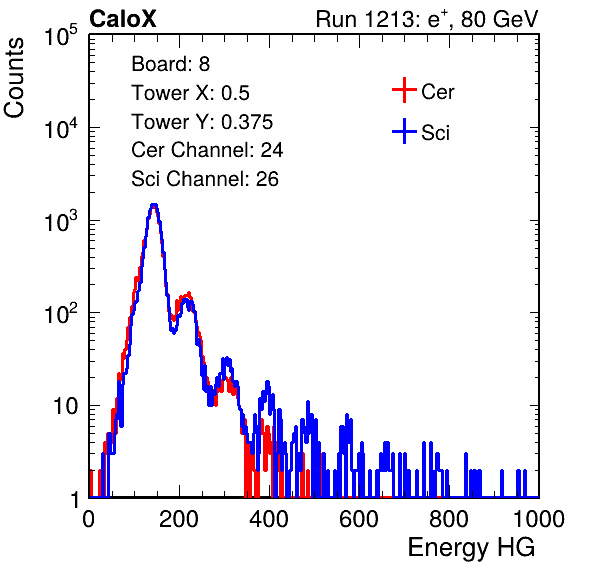 CaloX Run 1213: e⁺, 80 GeV
Board: 8
Tower X: 0.5
Tower Y: 0.375
Cer Channel: 24
Sci Channel: 26
Cer
Sci
Counts
10⁵
10⁴
10³
10²
10
1
0 200 400 600 800 1000
Energy HG